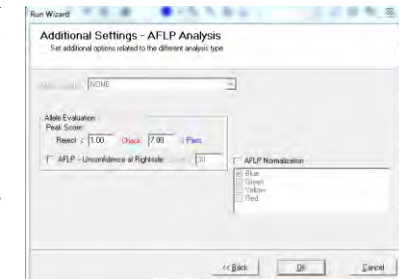 Run Wizard
Additional Settings - AFLP Analysis
Set additional options related to the different analysis type
NONE
Allele Evaluation
Peak Score:
Reject < 1.00 Check 7.00 < Pass
AFLP - Unconfidence at Rightside 30
AFLP Normalization
Blue
Green
Yellow
Red
<< Back OK Cancel